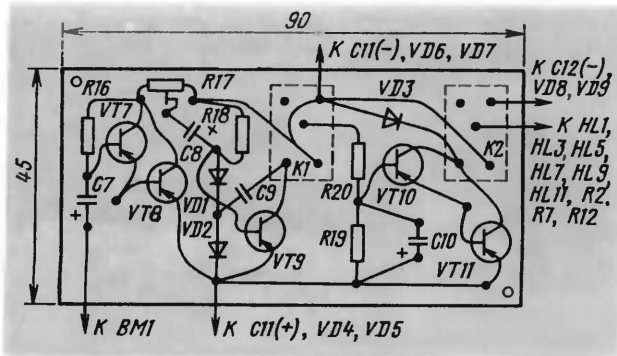 90
К С11(-), VD6, VD7
К С12(-),
VD8, VD9
К HL1,
HL3, HL5,
HL7, HL9,
HL11, R2,
R7, R12
45
R16
VT7
R17
R18
+
C8
VD3
K2
C7
+
VT8
VD1
VD2
C9
K1
VT9
R20
VT10
R19
+
C10
VT11
К ВМ1
К С11(+), VD4, VD5